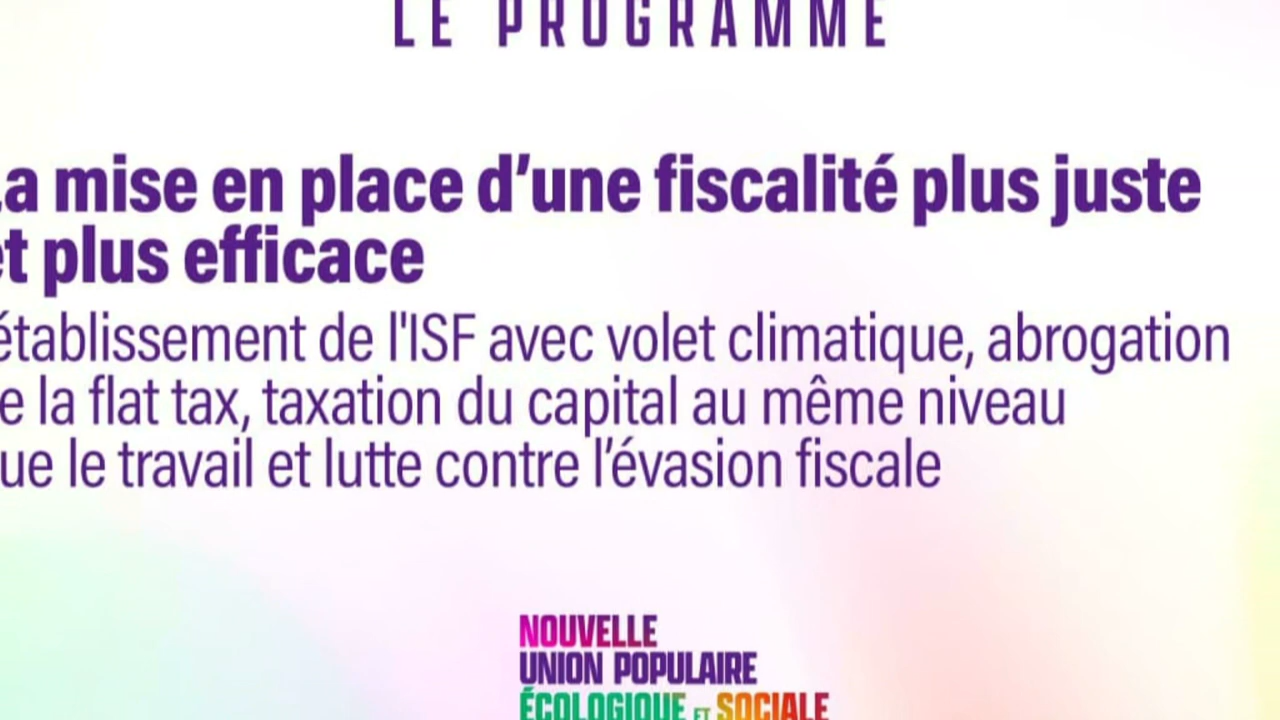 LE PROGRAMME
La mise en place d’une fiscalité plus juste
et plus efficace
établissement de l'ISF avec volet climatique, abrogation
e la flat tax, taxation du capital au même niveau
ue le travail et lutte contre l’évasion fiscale
NOUVELLE
UNION POPULAIRE
ÉCOLOGIQUE ET SOCIALE